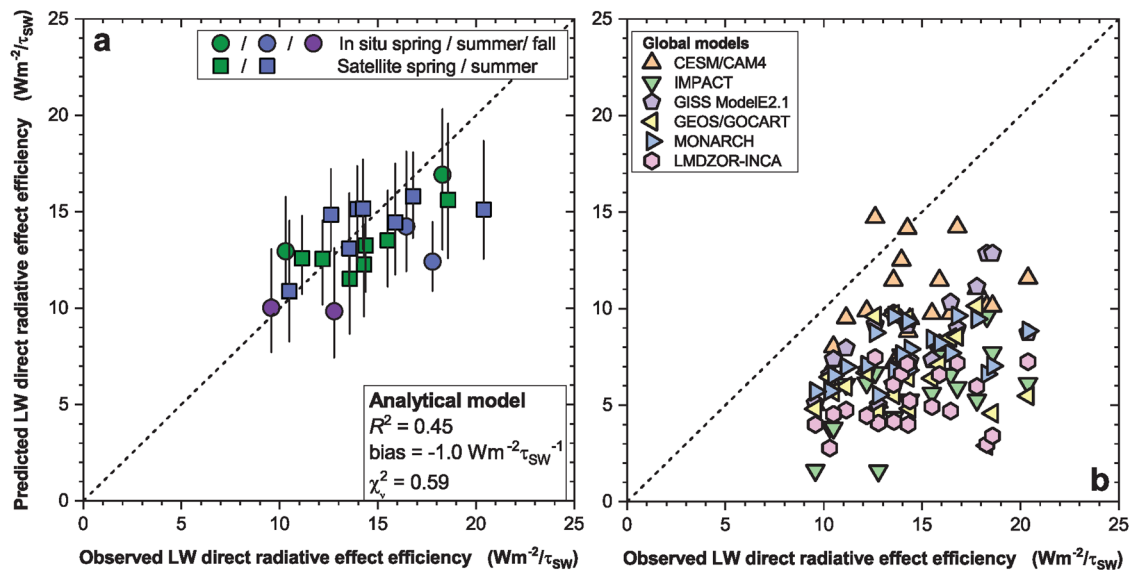 Predicted LW direct radiative effect efficiency (Wm⁻²/τSW)
25
20
15
10
5
0
a
/ / In situ spring / summer/ fall
/ Satellite spring / summer
Analytical model
R² = 0.45
bias = -1.0 Wm⁻²τSW⁻¹
χᵥ² = 0.59
0 5 10 15 20 25
Observed LW direct radiative effect efficiency (Wm⁻²/τSW)
25
20
15
10
5
0
Global models
CESM/CAM4
IMPACT
GISS ModelE2.1
GEOS/GOCART
MONARCH
LMDZOR-INCA
b
0 5 10 15 20 25
Observed LW direct radiative effect efficiency (Wm⁻²/τSW)